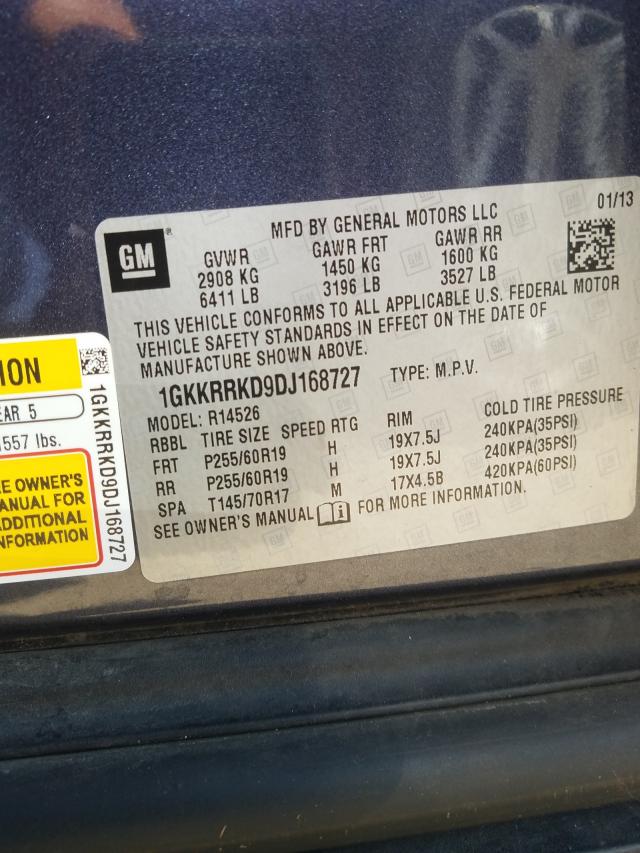 GM
MFD BY GENERAL MOTORS LLC
01/13
GVWR GAWR FRT GAWR RR
2908 KG 1450 KG 1600 KG
6411 LB 3196 LB 3527 LB
THIS VEHICLE CONFORMS TO ALL APPLICABLE U.S. FEDERAL MOTOR
VEHICLE SAFETY STANDARDS IN EFFECT ON THE DATE OF
MANUFACTURE SHOWN ABOVE.
1GKKRRKD9DJ168727 TYPE: M.P.V.
MODEL: R14526
RBBL TIRE SIZE SPEED RTG RIM COLD TIRE PRESSURE
FRT P255/60R19 H 19X7.5J 240KPA(35PSI)
RR P255/60R19 H 19X7.5J 240KPA(35PSI)
SPA T145/70R17 M 17X4.5B 420KPA(60PSI)
SEE OWNER'S MANUAL FOR MORE INFORMATION.
ION
EAR 5
557 lbs.
E OWNER'S
ANUAL FOR
ADDITIONAL
NFORMATION
1GKKRRKD9DJ168727